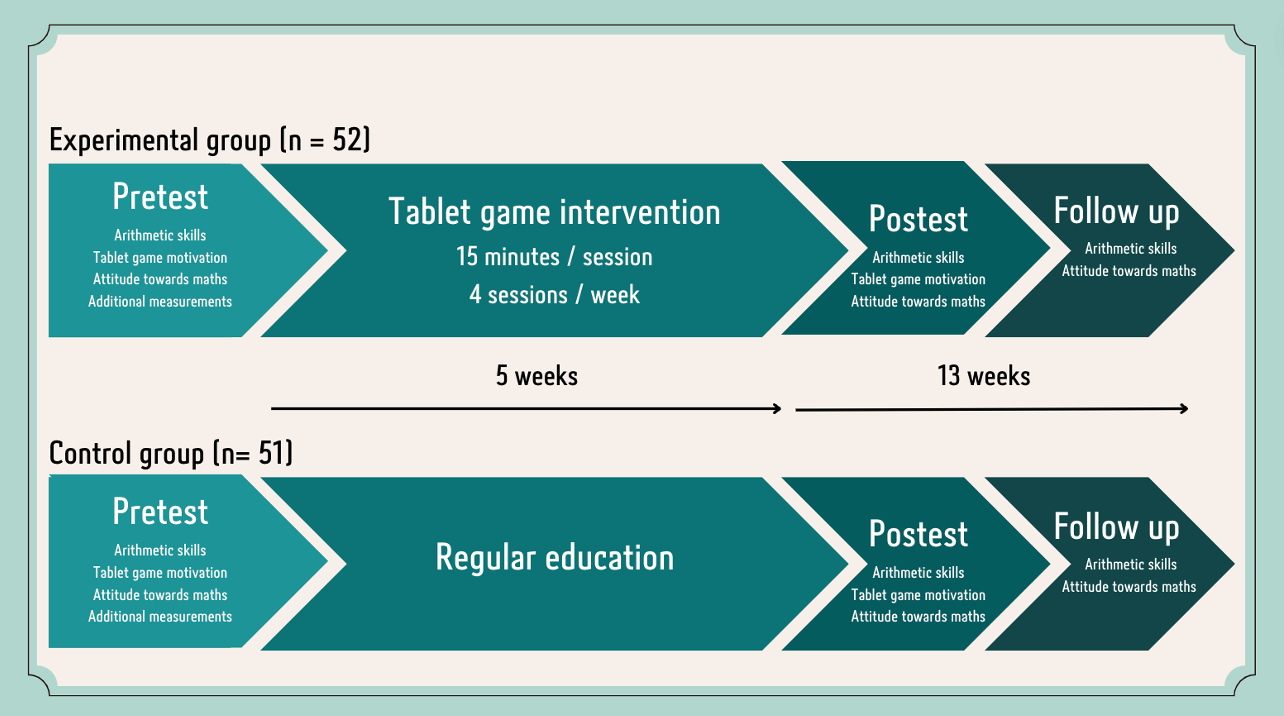 Experimental group (n = 52)
Pretest
Arithmetic skills
Tablet game motivation
Attitude towards maths
Additional measurements
Tablet game intervention
15 minutes / session
4 sessions / week
Postest
Arithmetic skills
Tablet game motivation
Attitude towards maths
Follow up
Arithmetic skills
Attitude towards maths
5 weeks
13 weeks
Control group (n= 51)
Pretest
Arithmetic skills
Tablet game motivation
Attitude towards maths
Additional measurements
Regular education
Postest
Arithmetic skills
Tablet game motivation
Attitude towards maths
Follow up
Arithmetic skills
Attitude towards maths